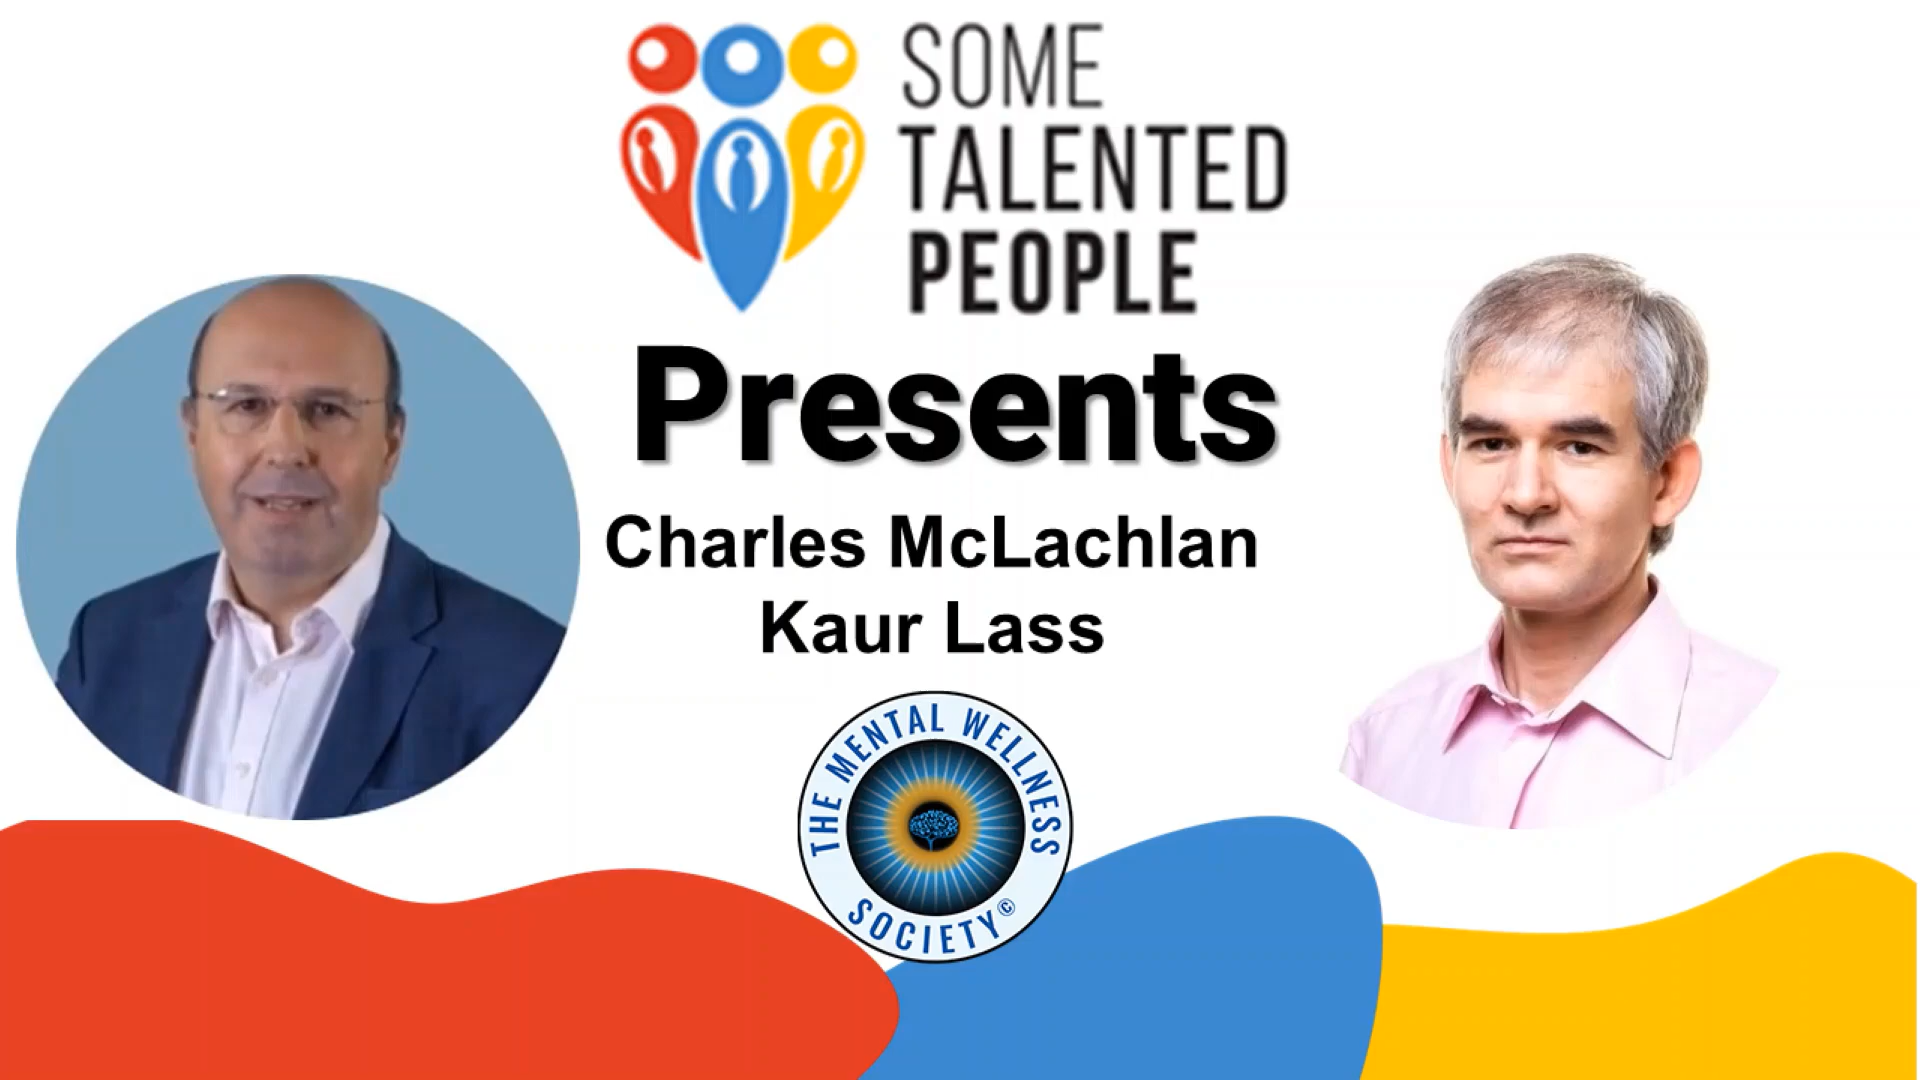 SOME
TALENTED
PEOPLE
Presents
Charles McLachlan
Kaur Lass
THE MENTAL WELLNESS
SOCIETY©